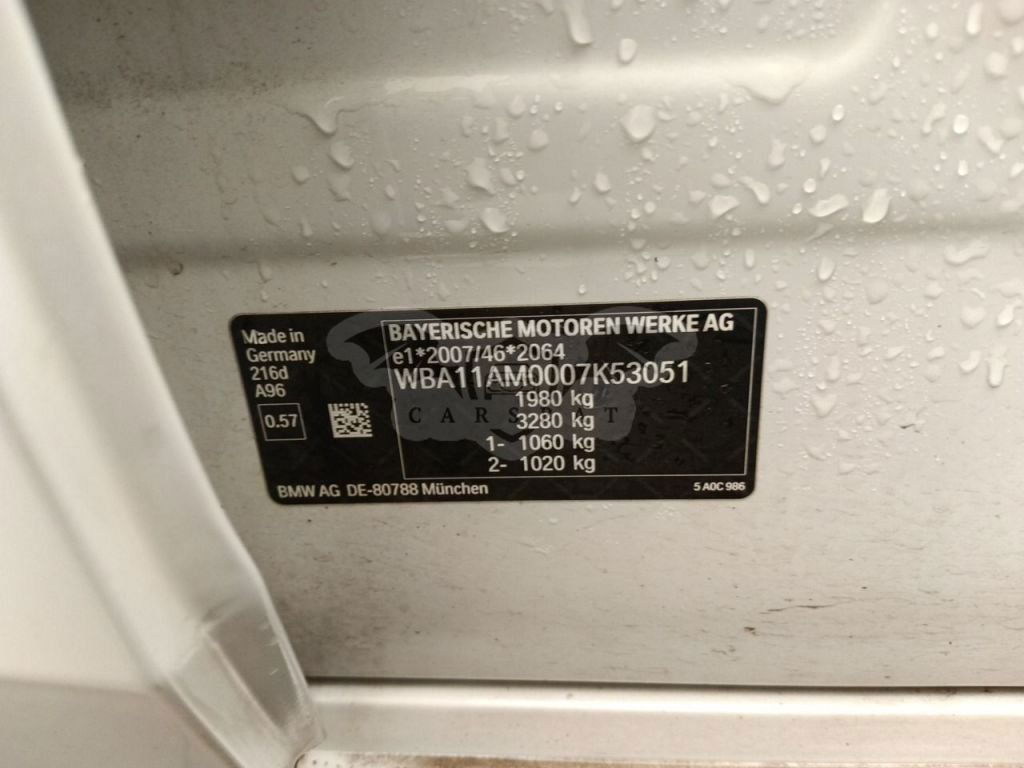 Made in
Germany
216d
A96
0.57
BAYERISCHE MOTOREN WERKE AG
e1*2007/46*2064
WBA11AM0007K53051
1980 kg
3280 kg
1- 1060 kg
2- 1020 kg
BMW AG DE-80788 München
5 A0C 986
CARSTAT